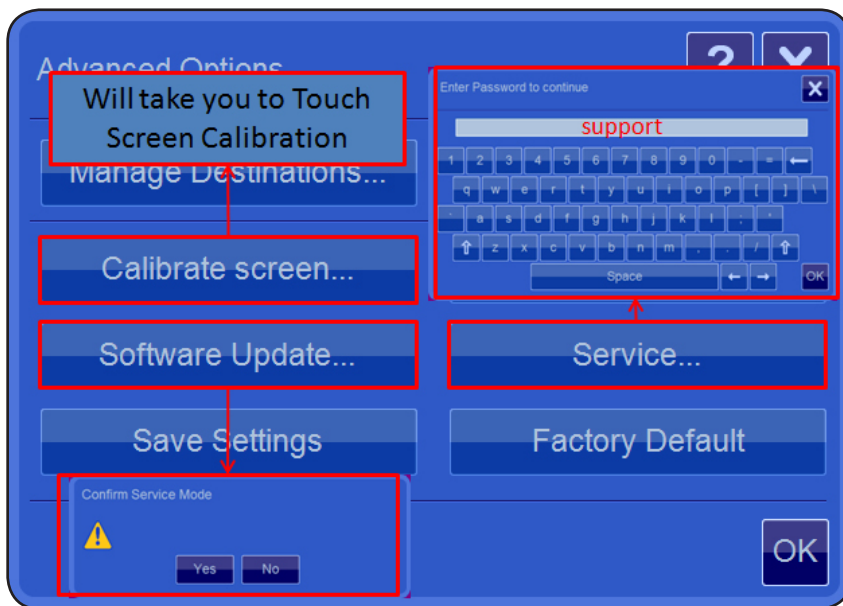 Advanced Options
?
X
Will take you to Touch
Screen Calibration
Manage Destinations...
Enter Password to continue
X
support
1 2 3 4 5 6 7 8 9 0 - = ←
q w e r t y u i o p [ ] \
` a s d f g h j k l ; '
⇧ z x c v b n m , . / ⇧
Space ← → OK
Calibrate screen...
Software Update...
Service...
Save Settings
Factory Default
Confirm Service Mode
Yes No
OK